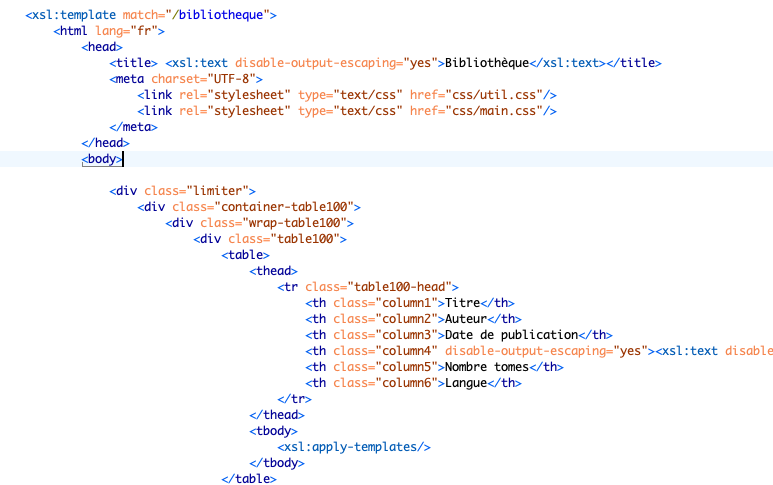 <xsl:template match="/bibliotheque">
<html lang="fr">
<head>
<title> <xsl:text disable-output-escaping="yes">Bibliothèque</xsl:text></title>
<meta charset="UTF-8">
<link rel="stylesheet" type="text/css" href="css/util.css"/>
<link rel="stylesheet" type="text/css" href="css/main.css"/>
</meta>
</head>
<body>
<div class="limiter">
<div class="container-table100">
<div class="wrap-table100">
<div class="table100">
<table>
<thead>
<tr class="table100-head">
<th class="column1">Titre</th>
<th class="column2">Auteur</th>
<th class="column3">Date de publication</th>
<th class="column4" disable-output-escaping="yes"><xsl:text disable
<th class="column5">Nombre tomes</th>
<th class="column6">Langue</th>
</tr>
</thead>
<tbody>
<xsl:apply-templates/>
</tbody>
</table>